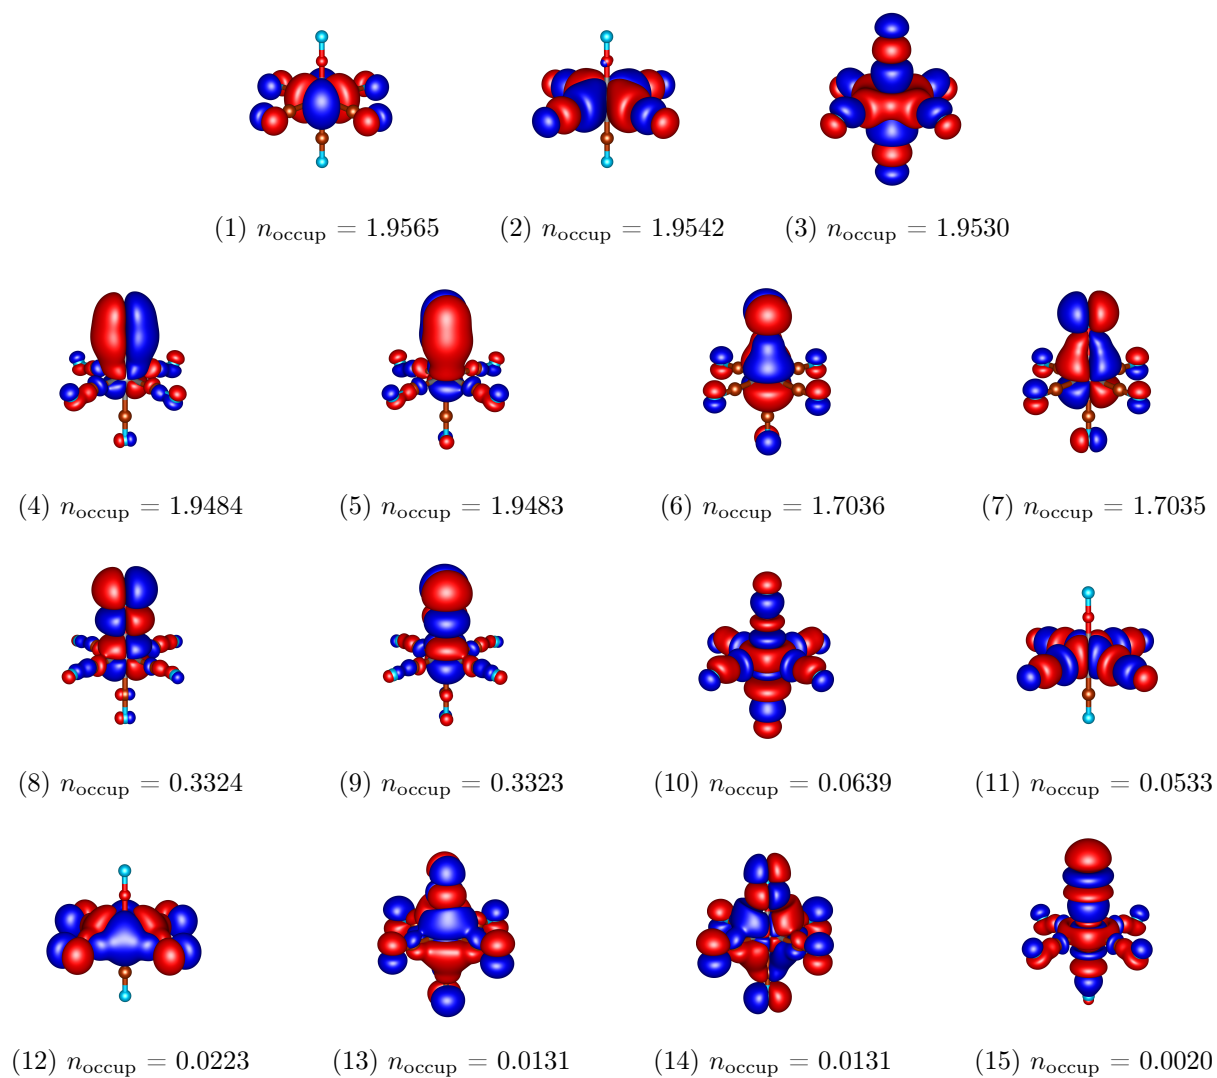 (1) n_occup = 1.9565 (2) n_occup = 1.9542 (3) n_occup = 1.9530
(4) n_occup = 1.9484 (5) n_occup = 1.9483 (6) n_occup = 1.7036 (7) n_occup = 1.7035
(8) n_occup = 0.3324 (9) n_occup = 0.3323 (10) n_occup = 0.0639 (11) n_occup = 0.0533
(12) n_occup = 0.0223 (13) n_occup = 0.0131 (14) n_occup = 0.0131 (15) n_occup = 0.0020